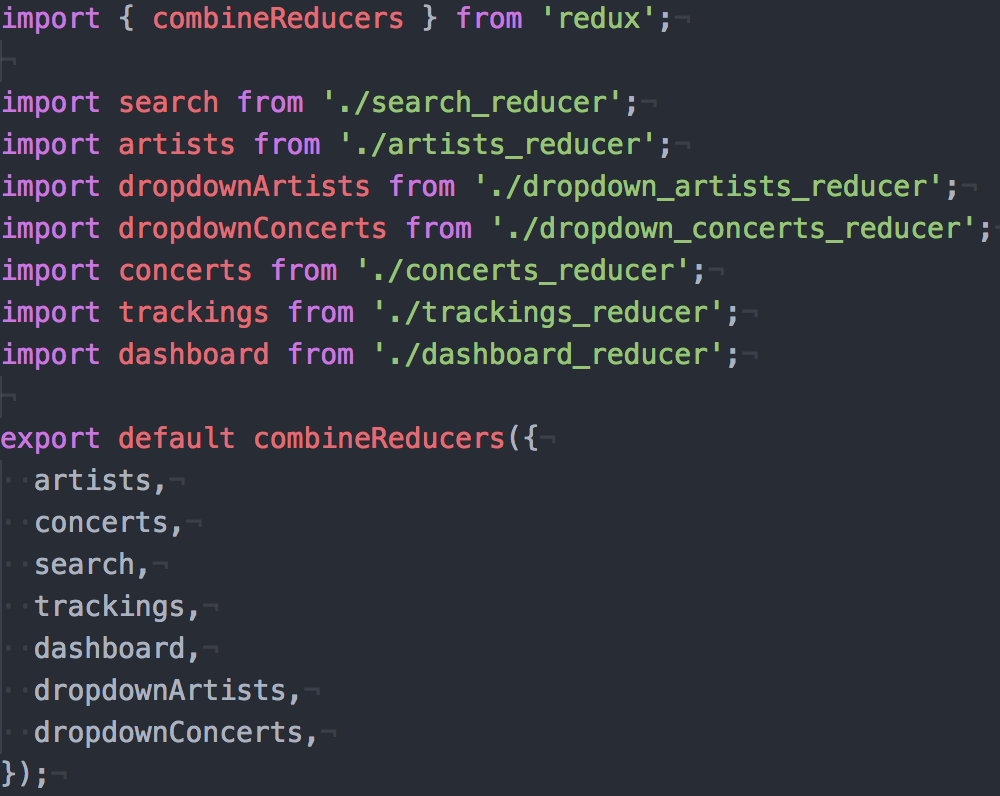 import { combineReducers } from 'redux';
import search from './search_reducer';
import artists from './artists_reducer';
import dropdownArtists from './dropdown_artists_reducer';
import dropdownConcerts from './dropdown_concerts_reducer';
import concerts from './concerts_reducer';
import trackings from './trackings_reducer';
import dashboard from './dashboard_reducer';
export default combineReducers({
  artists,
  concerts,
  search,
  trackings,
  dashboard,
  dropdownArtists,
  dropdownConcerts,
});